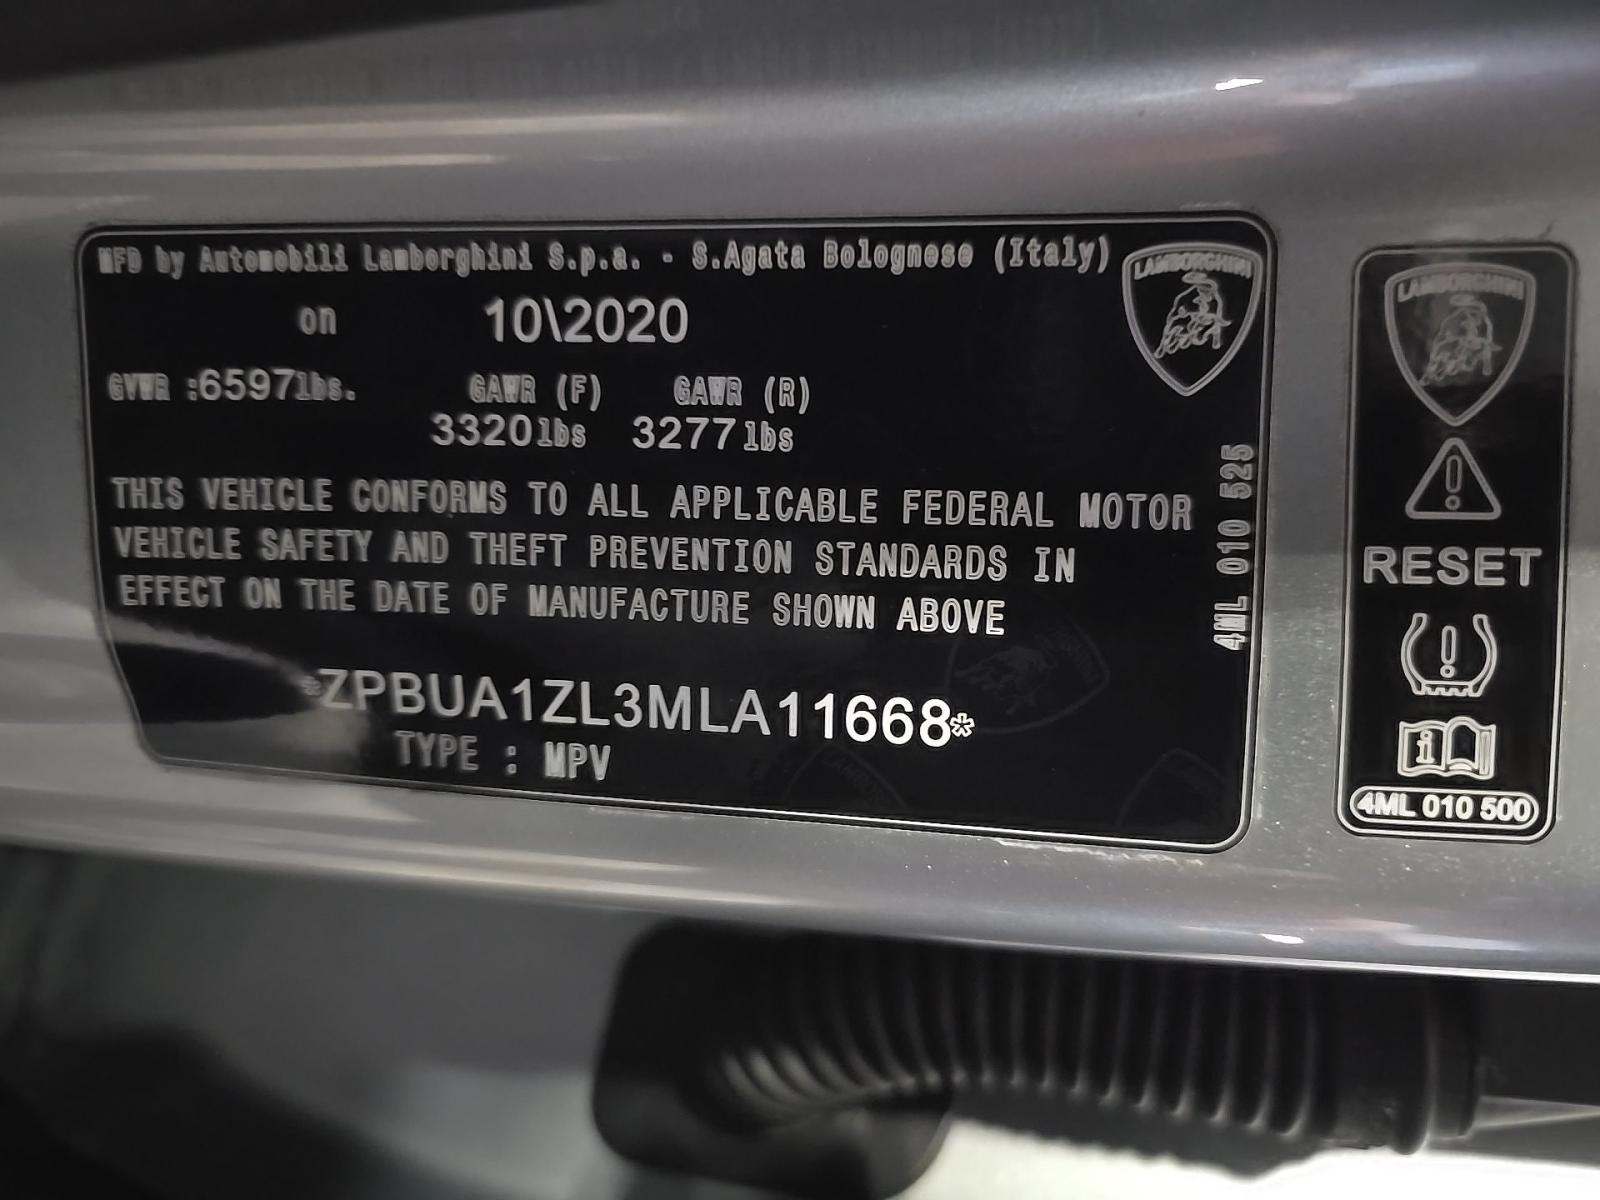 MFD by Automobili Lamborghini S.p.a. - S.Agata Bolognese (Italy)
on 10\2020
GVWR :6597lbs. GAWR (F) GAWR (R)
3320lbs 3277lbs
THIS VEHICLE CONFORMS TO ALL APPLICABLE FEDERAL MOTOR
VEHICLE SAFETY AND THEFT PREVENTION STANDARDS IN
EFFECT ON THE DATE OF MANUFACTURE SHOWN ABOVE
*ZPBUA1ZL3MLA11668*
TYPE : MPV
LAMBORGHINI
4ML 010 525
LAMBORGHINI
RESET
i
4ML 010 500